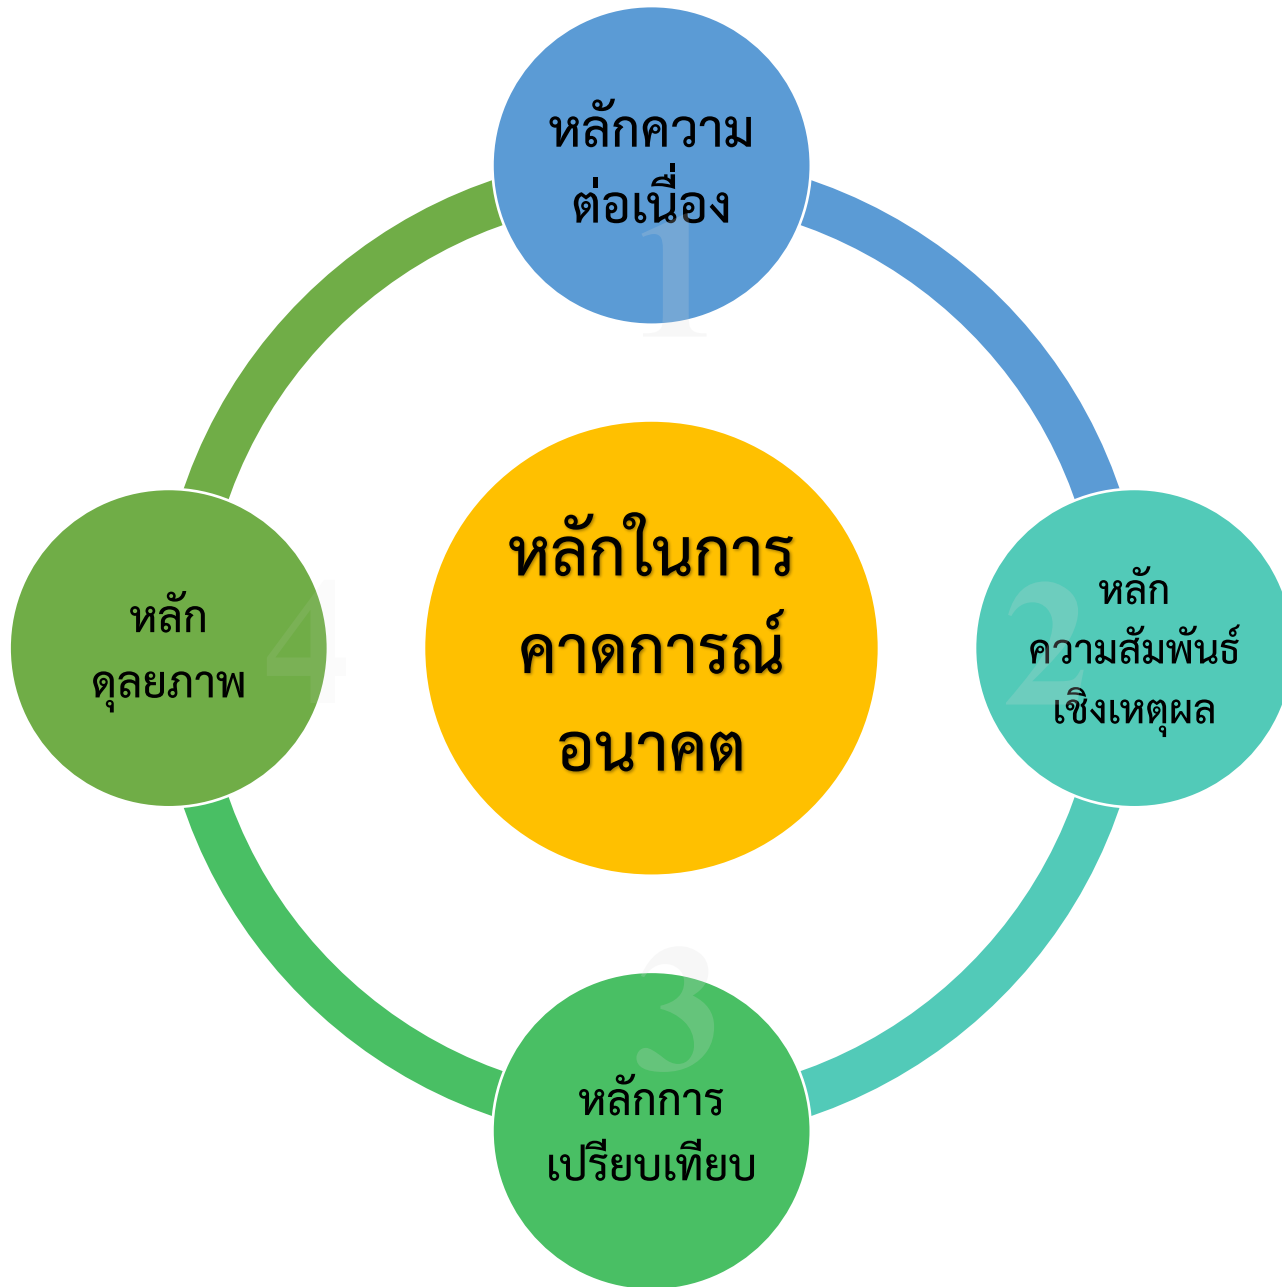 หลักความ
ต่อเนื่อง
1
หลักในการ
คาดการณ์
อนาคต
หลัก
ความสัมพันธ์
เชิงเหตุผล
2
3
หลักการ
เปรียบเทียบ
หลัก
ดุลยภาพ
4